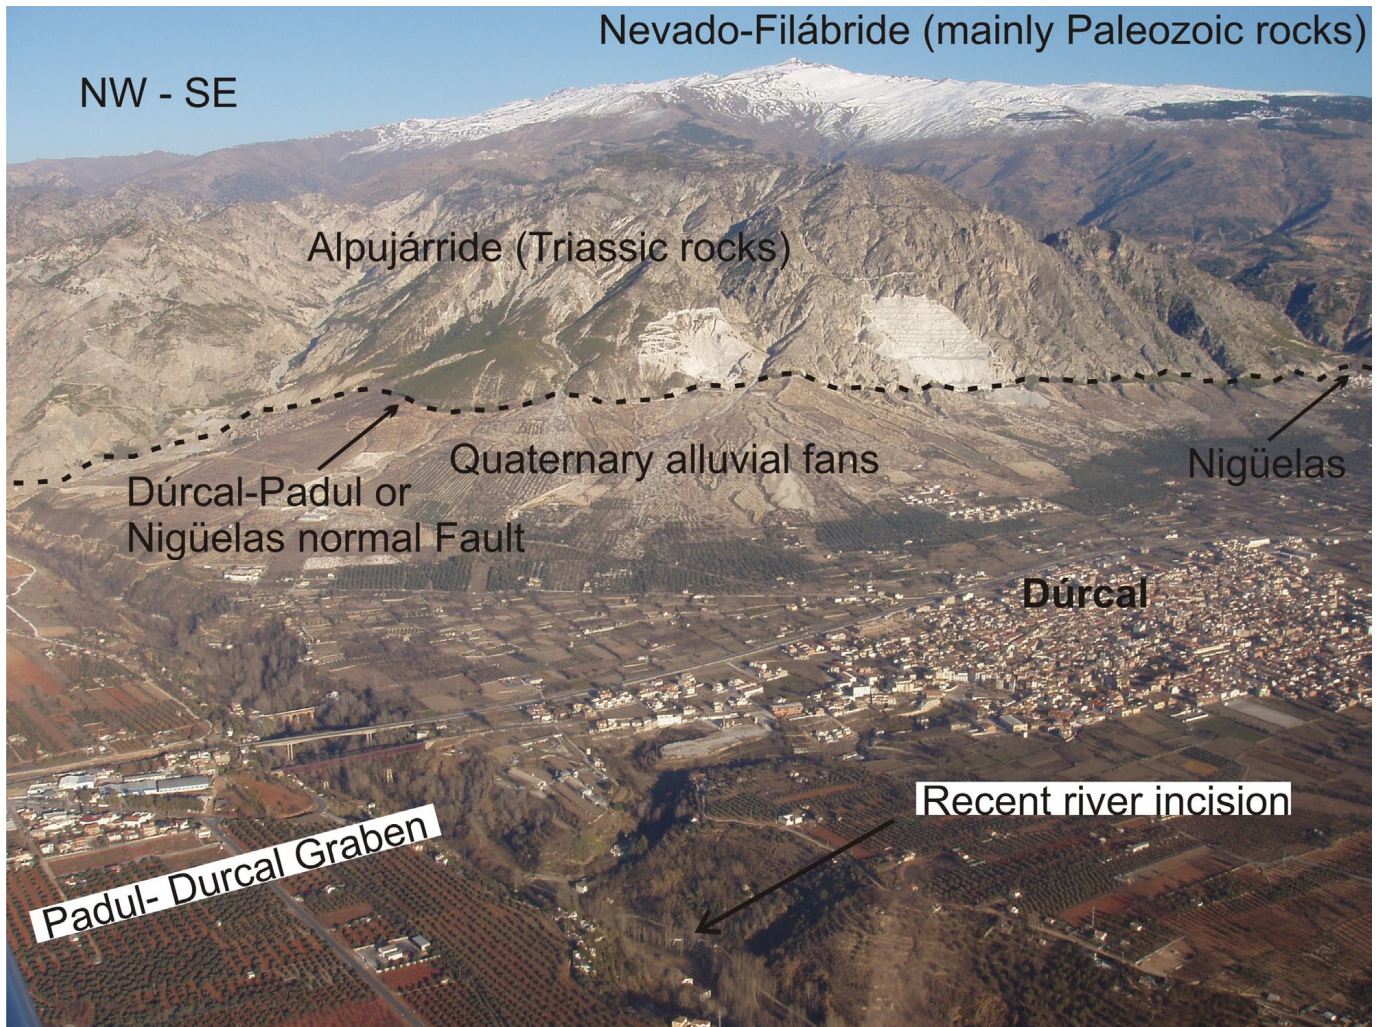 Nevado-Filábride (mainly Paleozoic rocks)
NW - SE
Alpujárride (Triassic rocks)
Quaternary alluvial fans
Nigüelas
Dúrcal-Padul or
Nigüelas normal Fault
Dúrcal
Recent river incision
Padul- Durcal Graben